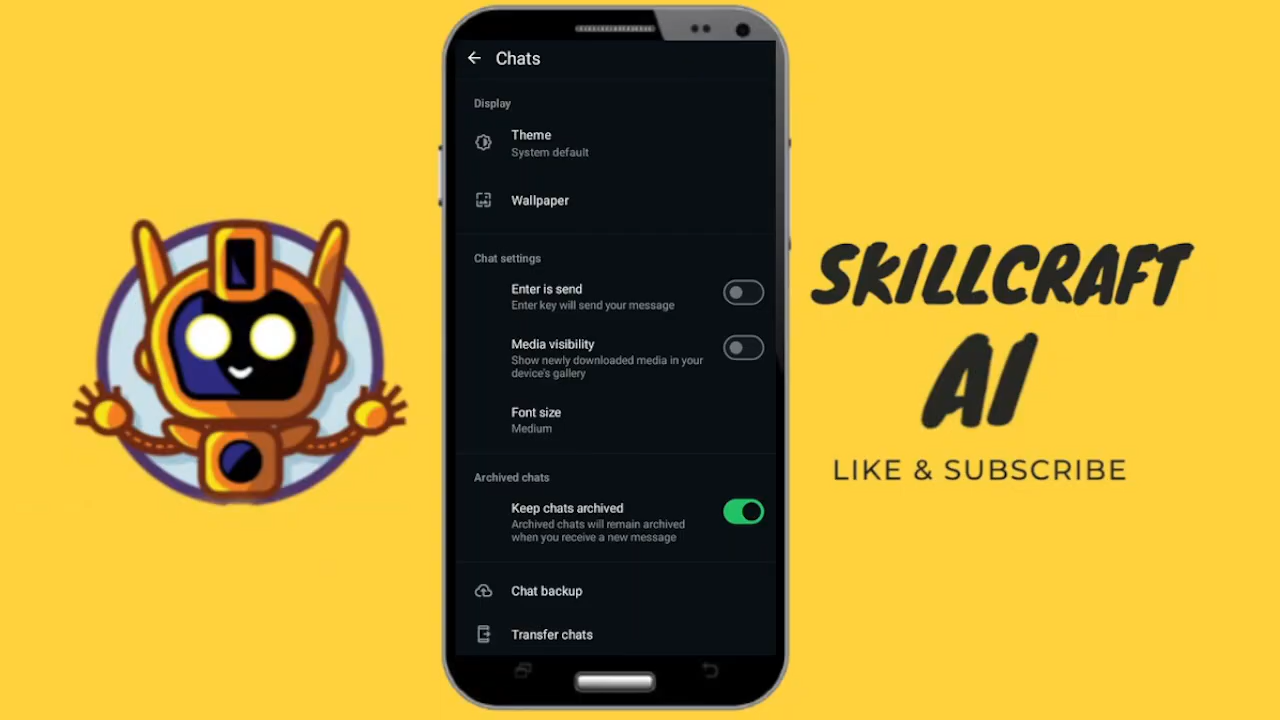 Chats
Display
Theme
System default
Wallpaper
Chat settings
Enter is send
Enter key will send your message
Media visibility
Show newly downloaded media in your
device's gallery
Font size
Medium
Archived chats
Keep chats archived
Archived chats will remain archived
when you receive a new message
Chat backup
Transfer chats
SKILLCRAFT
AI
LIKE & SUBSCRIBE